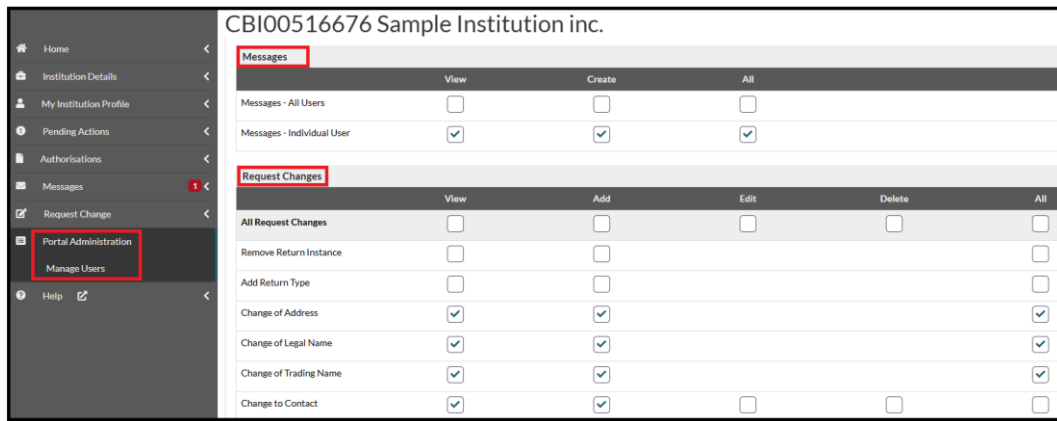 CBI00516676 Sample Institution inc.
Home
Institution Details
My Institution Profile
Pending Actions
Authorisations
Messages 1
Request Change
Portal Administration
Manage Users
Help
Messages
View Create All
Messages - All Users
Messages - Individual User
Request Changes
View Add Edit Delete All
All Request Changes
Remove Return Instance
Add Return Type
Change of Address
Change of Legal Name
Change of Trading Name
Change to Contact